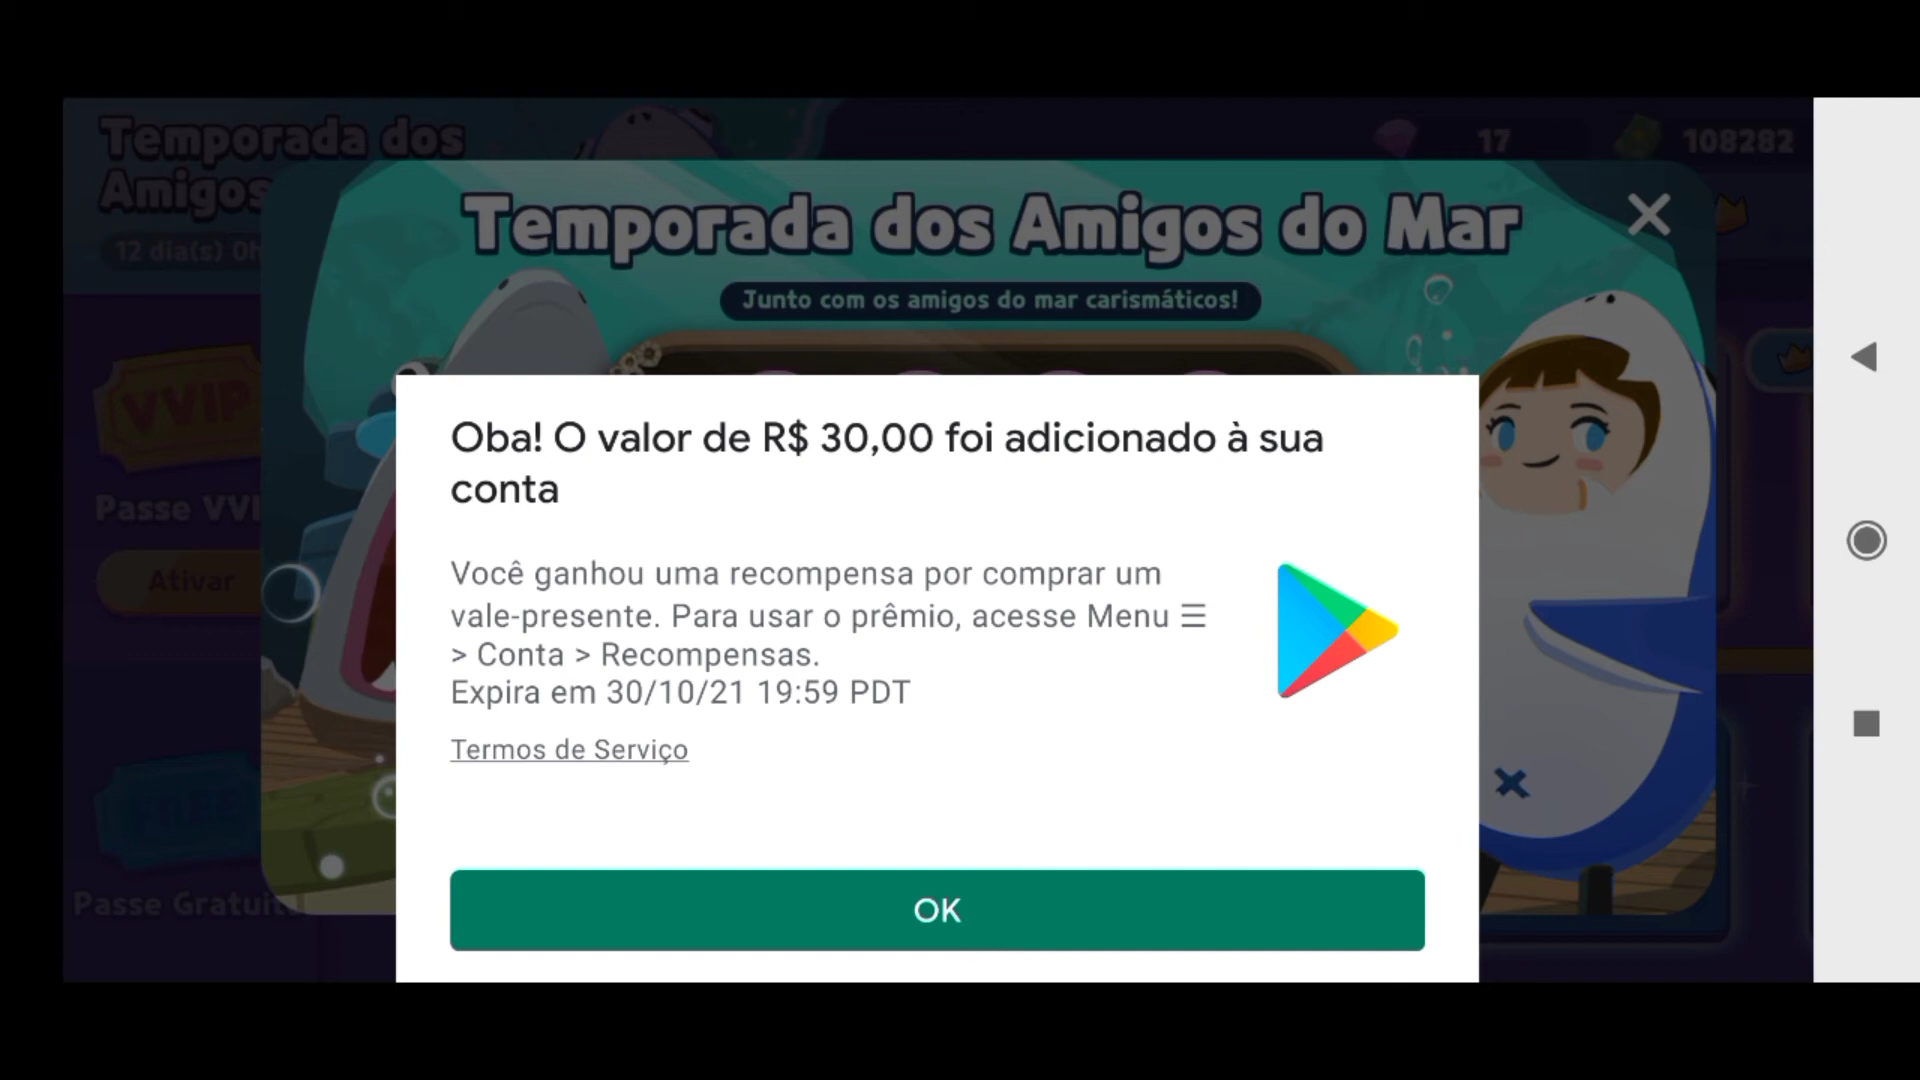 Temporada dos
Amigos
12 dia(s) 0h
17
108282
Temporada dos Amigos do Mar
Junto com os amigos do mar carismáticos!
VVIP
Passe VVI
Ativar
Oba! O valor de R$ 30,00 foi adicionado à sua
conta
Você ganhou uma recompensa por comprar um
vale-presente. Para usar o prêmio, acesse Menu ☰
> Conta > Recompensas.
Expira em 30/10/21 19:59 PDT
Termos de Serviço
FREE
Passe Gratuit
OK